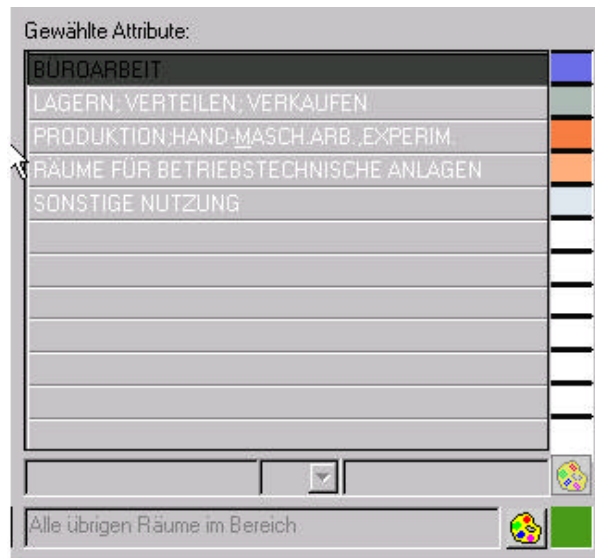 Gewählte Attribute:
BÜROARBEIT
LAGERN; VERTEILEN; VERKAUFEN
PRODUKTION;HAND-MASCH.ARB.,EXPERIM.
RÄUME FÜR BETRIEBSTECHNISCHE ANLAGEN
SONSTIGE NUTZUNG
Alle übrigen Räume im Bereich